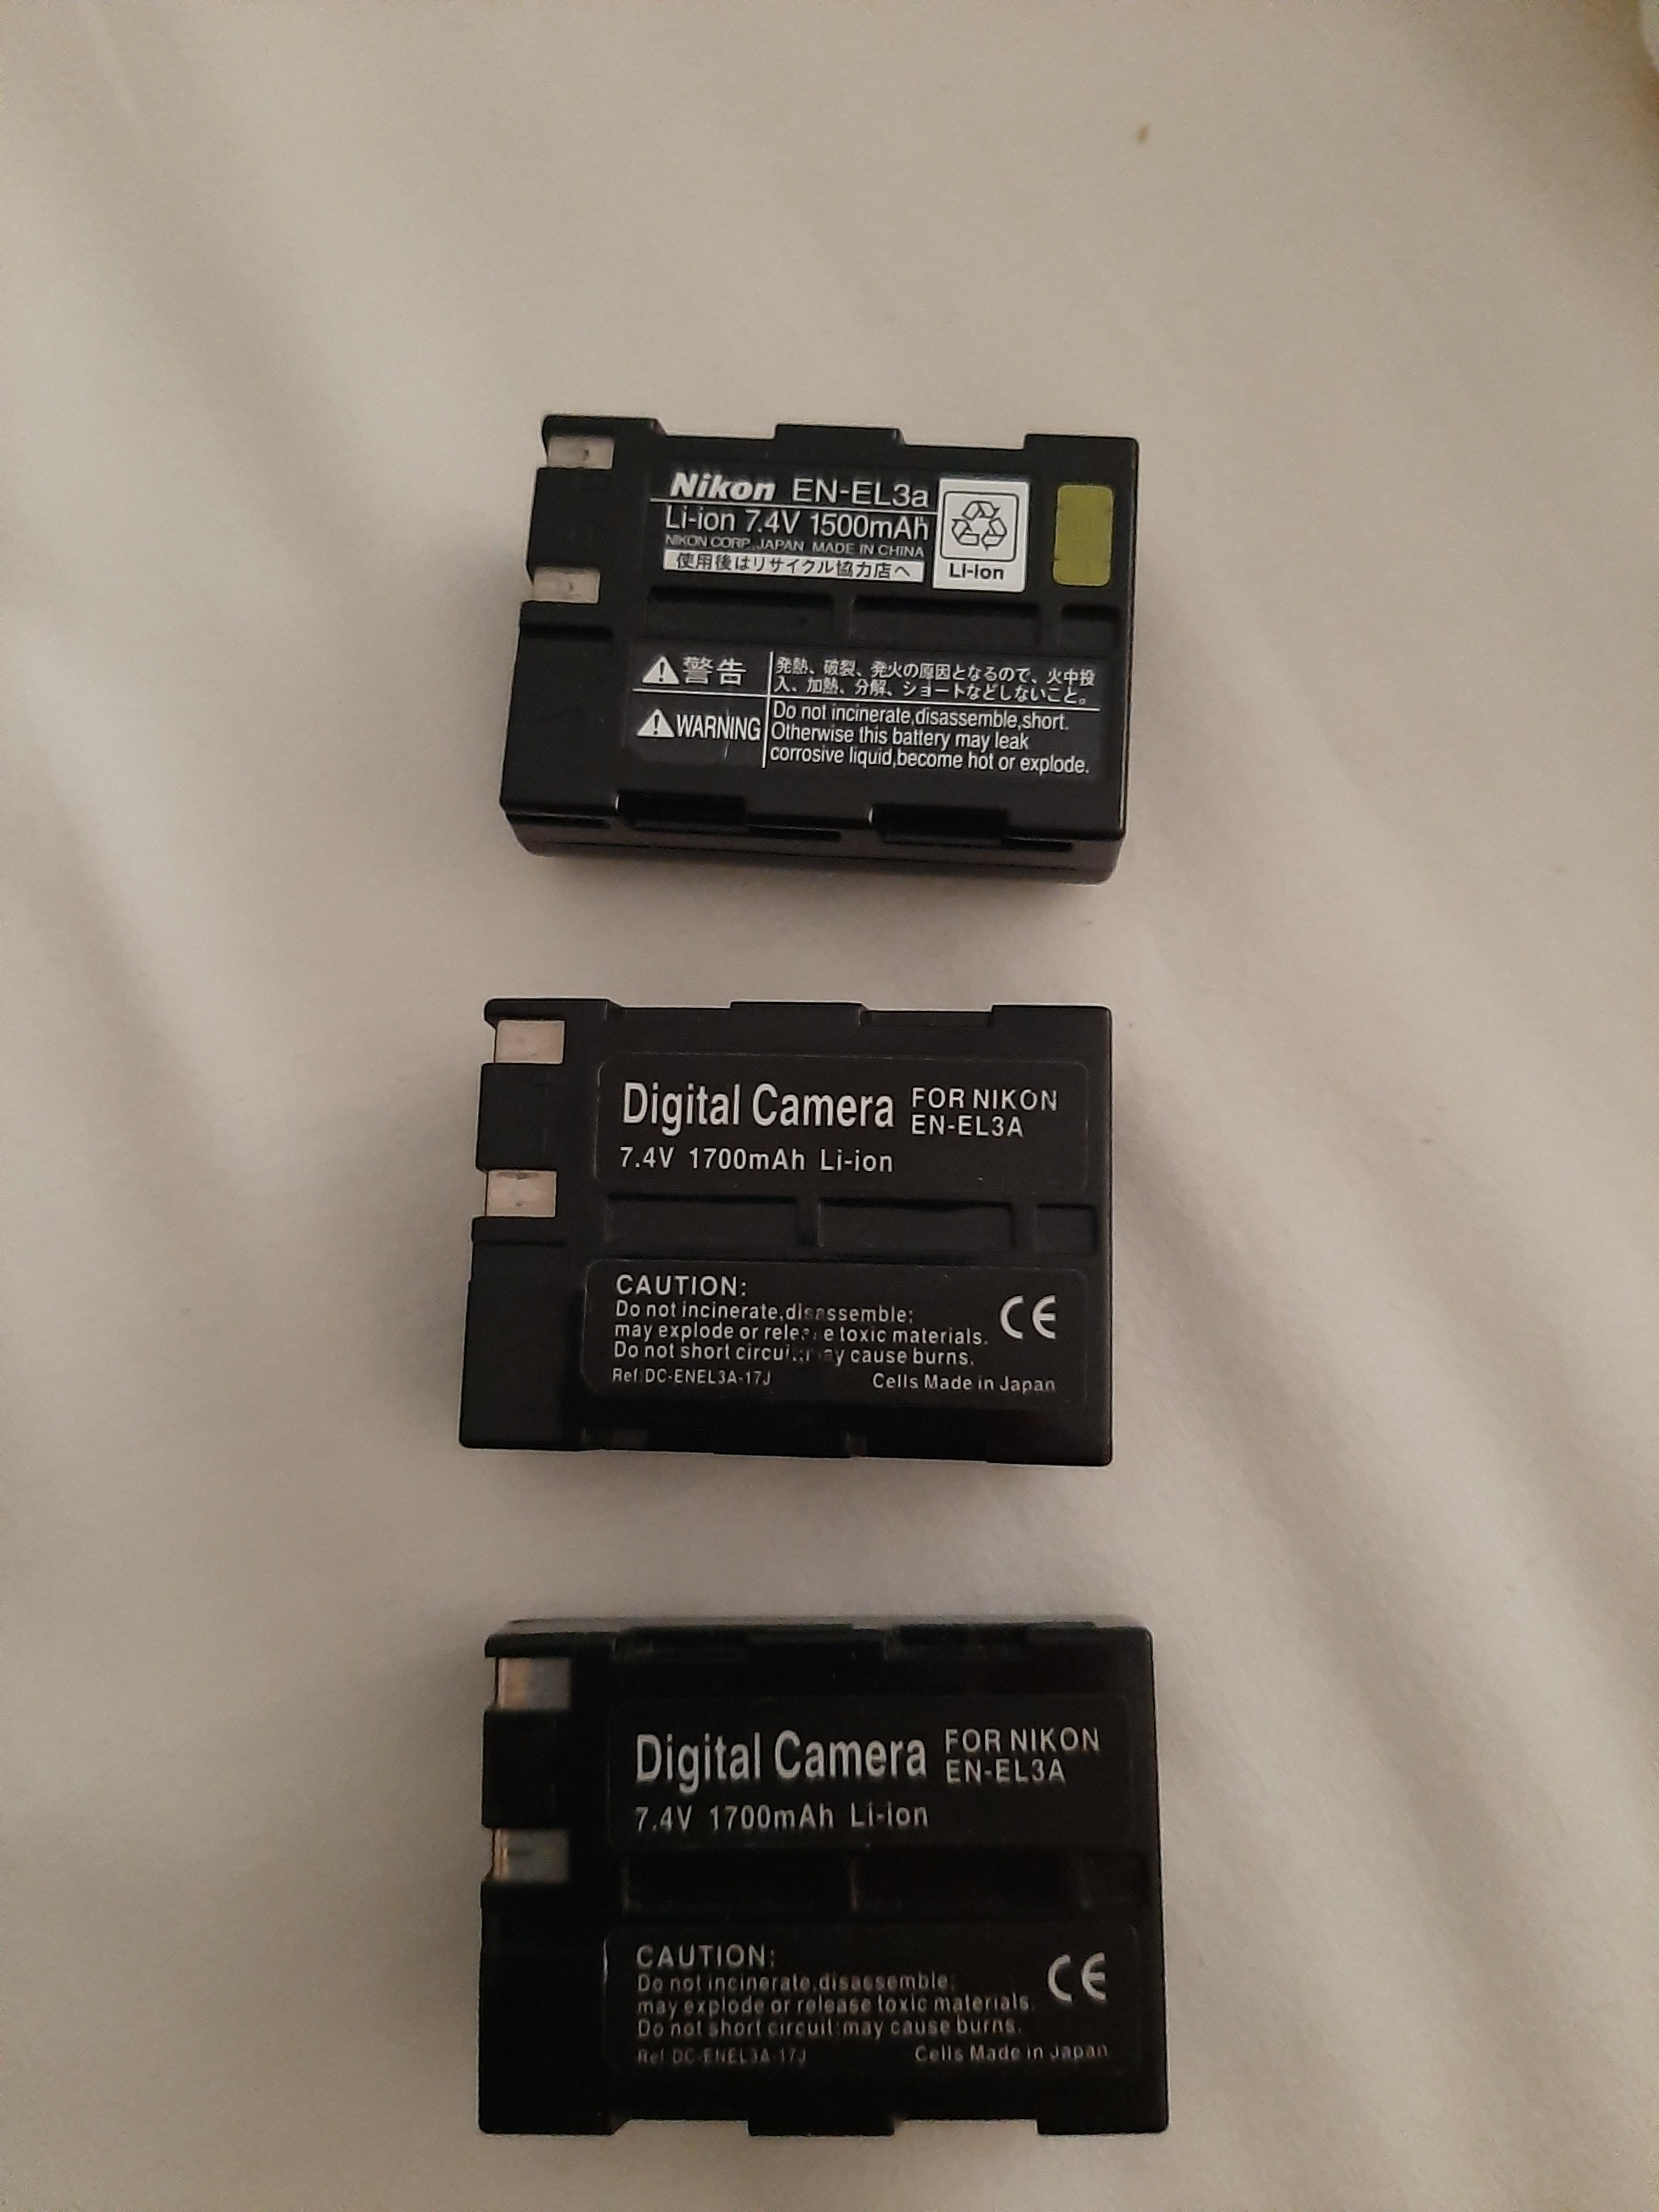 Nikon EN-EL3a
Li-ion 7.4V 1500mAh
NIKON CORP. JAPAN MADE IN CHINA
使用後はリサイクル協力店へ
Li-ion
警告
発熱、破裂、発火の原因となるので、火中投
入、加熱、分解、ショートなどしないこと。
WARNING
Do not incinerate,disassemble,short.
Otherwise this battery may leak
corrosive liquid,become hot or explode.
Digital Camera FOR NIKON
EN-EL3A
7.4V 1700mAh Li-ion
CAUTION:
Do not incinerate,disassemble:
may explode or release toxic materials.
Do not short circuit:may cause burns.
Ref:DC-ENEL3A-17J Cells Made in Japan
CE
Digital Camera FOR NIKON
EN-EL3A
7.4V 1700mAh Li-ion
CAUTION:
Do not incinerate,disassemble:
may explode or release toxic materials.
Do not short circuit:may cause burns.
Ref:DC-ENEL3A-17J Cells Made in Japan
CE